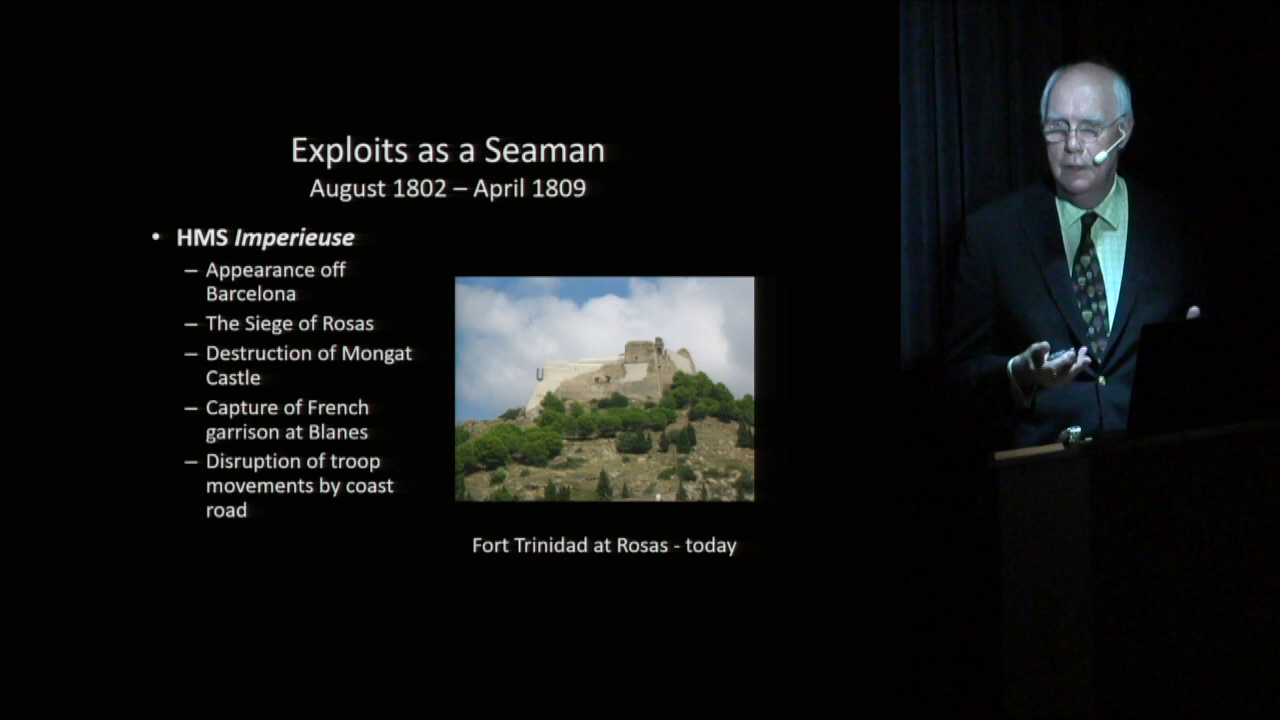 Exploits as a Seaman
August 1802 – April 1809
• HMS Imperieuse
– Appearance off
Barcelona
– The Siege of Rosas
– Destruction of Mongat
Castle
– Capture of French
garrison at Blanes
– Disruption of troop
movements by coast
road
Fort Trinidad at Rosas - today